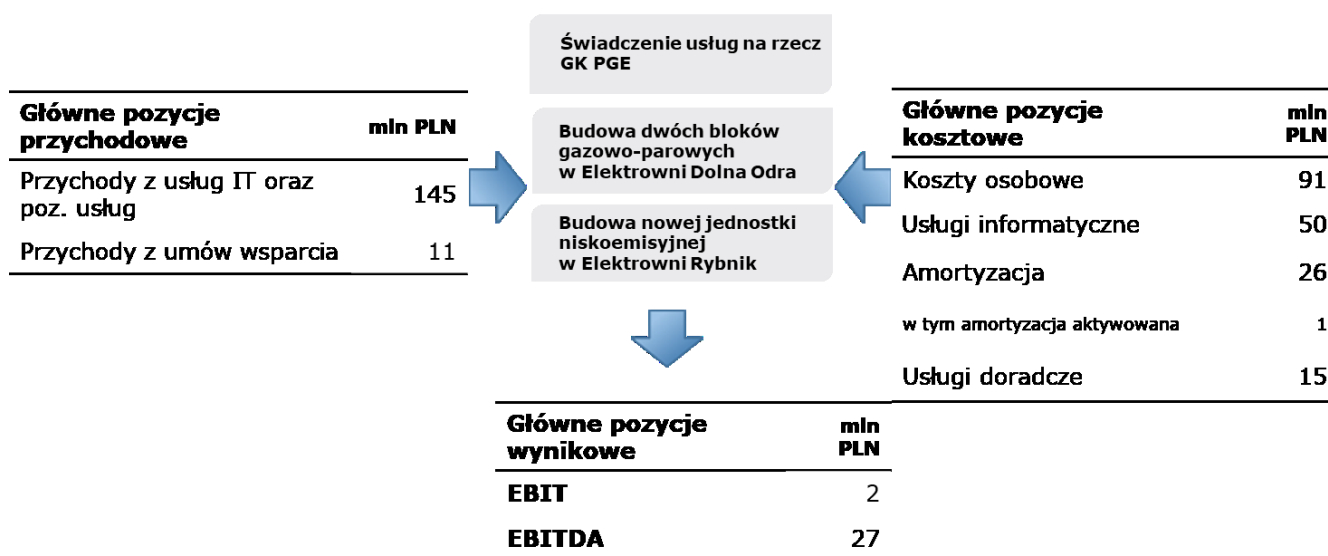 Świadczenie usług na rzecz
GK PGE
Główne pozycje
przychodowe
mln PLN
Przychody z usług IT oraz
poz. usług
145
Przychody z umów wsparcia 11
Budowa dwóch bloków
gazowo-parowych
w Elektrowni Dolna Odra
Budowa nowej jednostki
niskoemisyjnej
w Elektrowni Rybnik
Główne pozycje
kosztowe
mln
PLN
Koszty osobowe 91
Usługi informatyczne 50
Amortyzacja 26
w tym amortyzacja aktywowana 1
Usługi doradcze 15
Główne pozycje
wynikowe
mln
PLN
EBIT 2
EBITDA 27